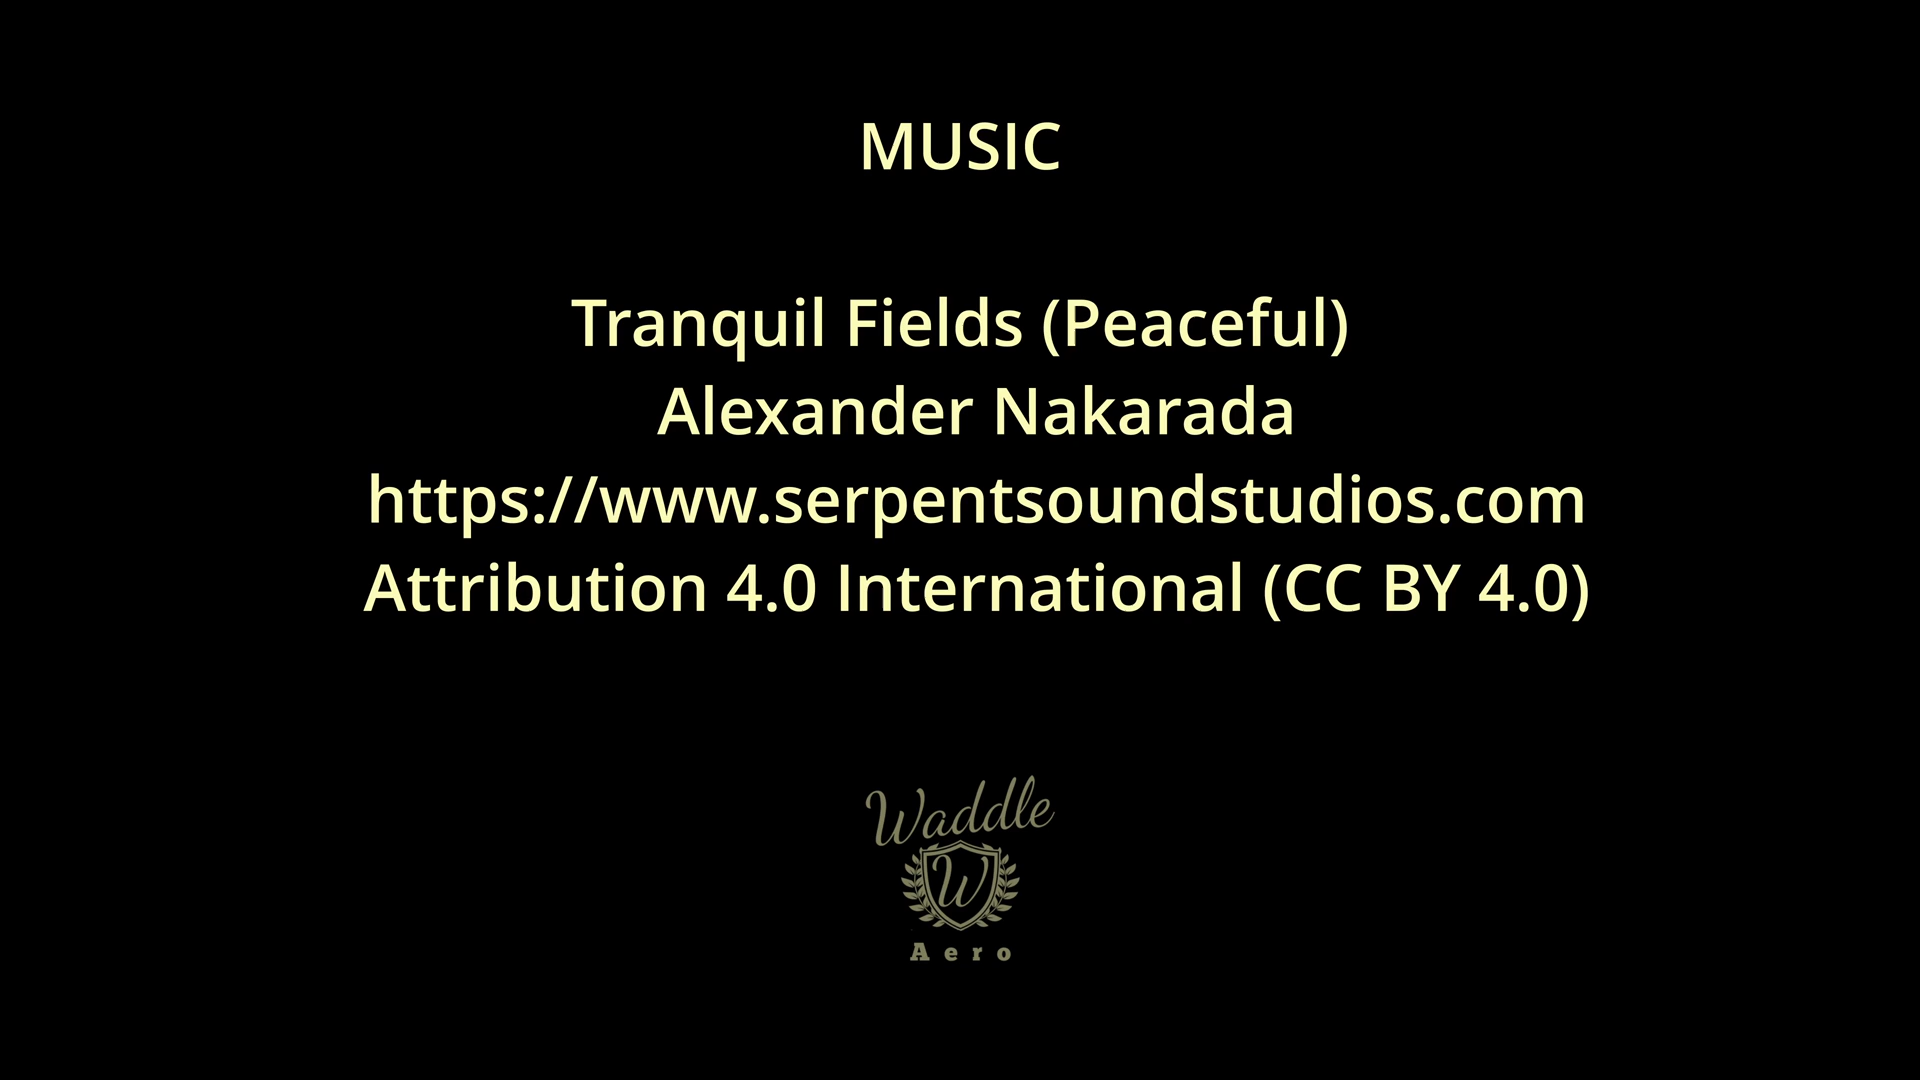 MUSIC
Tranquil Fields (Peaceful)
Alexander Nakarada
https://www.serpentsoundstudios.com
Attribution 4.0 International (CC BY 4.0)
Waddle
W
Aero